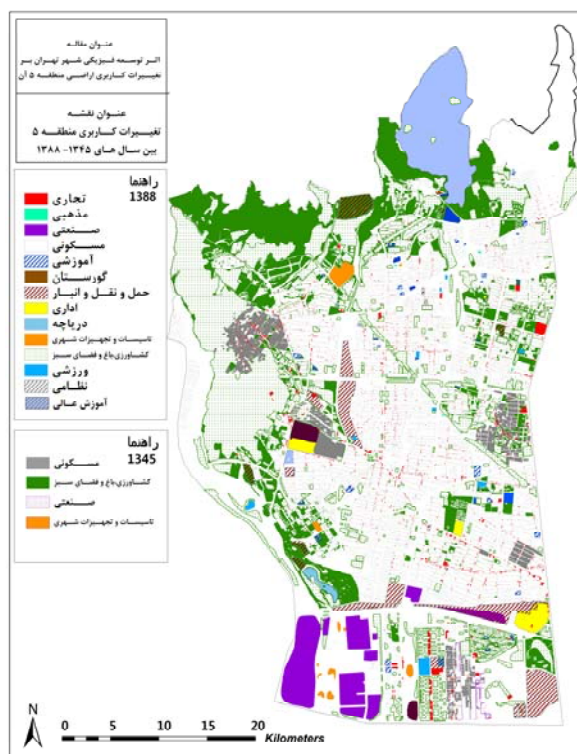 عنوان مقاله
اثر توسعه فیزیکی شهر تهران بر
تغییرات کاربری اراضی منطقه ۵ آن
عنوان نقشه
تغییرات کاربری منطقه ۵
بین سال های ۱۳۴۵- ۱۳۸۸
راهنما
1388
تجاری
مذهبی
صنعتی
مسکونی
آموزشی
گورستان
حمل و نقل و انبار
اداری
دریاچه
تاسیسات و تجهیزات شهری
کشاورزی،باغ و فضای سبز
ورزشی
نظامی
آموزش عالی
راهنما
1345
مسکونی
کشاورزی،باغ و فضای سبز
صنعتی
تاسیسات و تجهیزات شهری
N
0 5 10 20
Kilometers